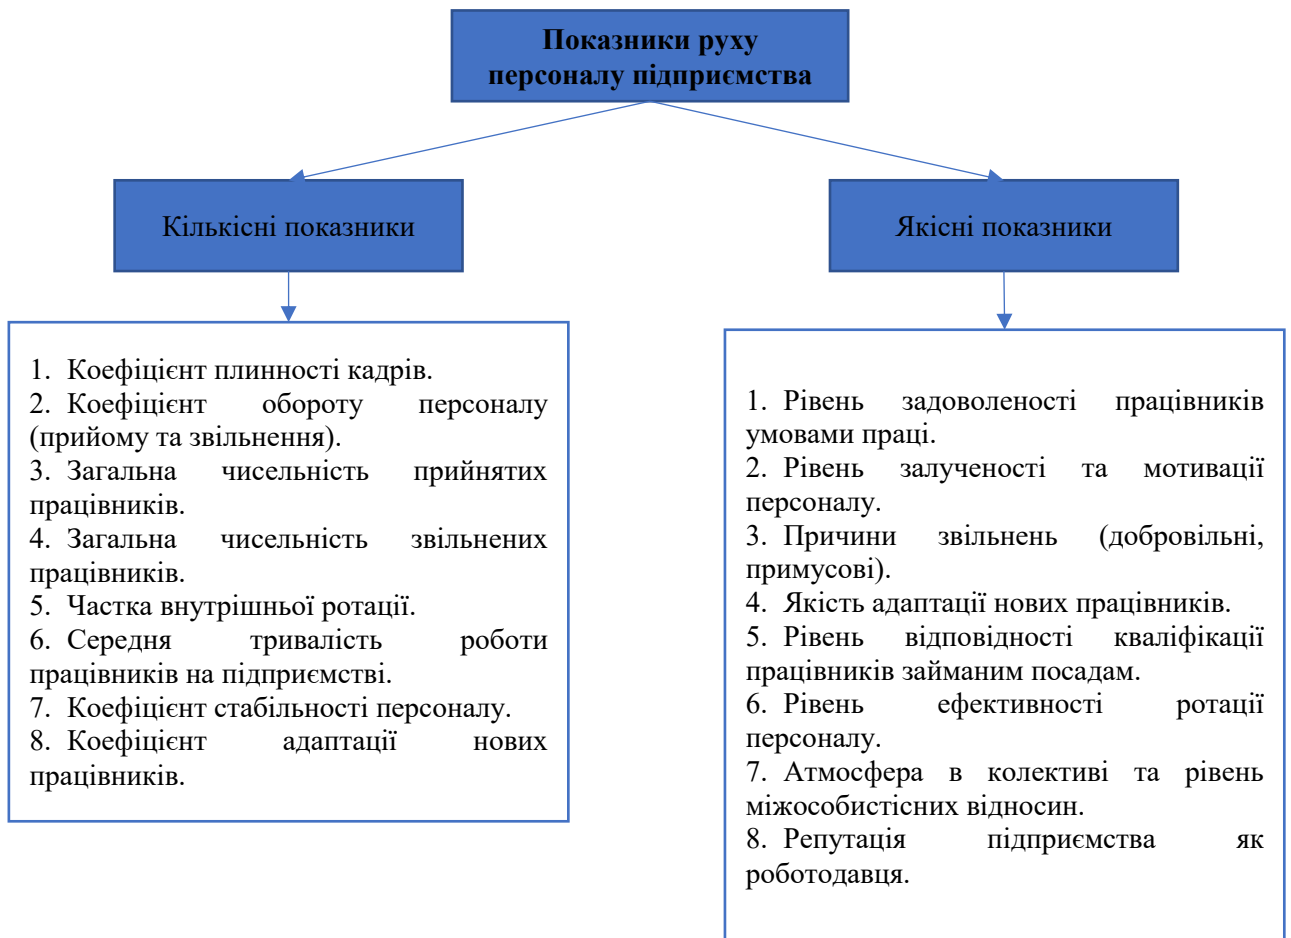 Показники руху
персоналу підприємства
Кількісні показники
Якісні показники
1. Коефіцієнт плинності кадрів.
2. Коефіцієнт обороту персоналу
(прийому та звільнення).
3. Загальна чисельність прийнятих
працівників.
4. Загальна чисельність звільнених
працівників.
5. Частка внутрішньої ротації.
6. Середня тривалість роботи
працівників на підприємстві.
7. Коефіцієнт стабільності персоналу.
8. Коефіцієнт адаптації нових
працівників.
1. Рівень задоволеності працівників
умовами праці.
2. Рівень залученості та мотивації
персоналу.
3. Причини звільнень (добровільні,
примусові).
4. Якість адаптації нових працівників.
5. Рівень відповідності кваліфікації
працівників займаним посадам.
6. Рівень ефективності ротації
персоналу.
7. Атмосфера в колективі та рівень
міжособистісних відносин.
8. Репутація підприємства як
роботодавця.